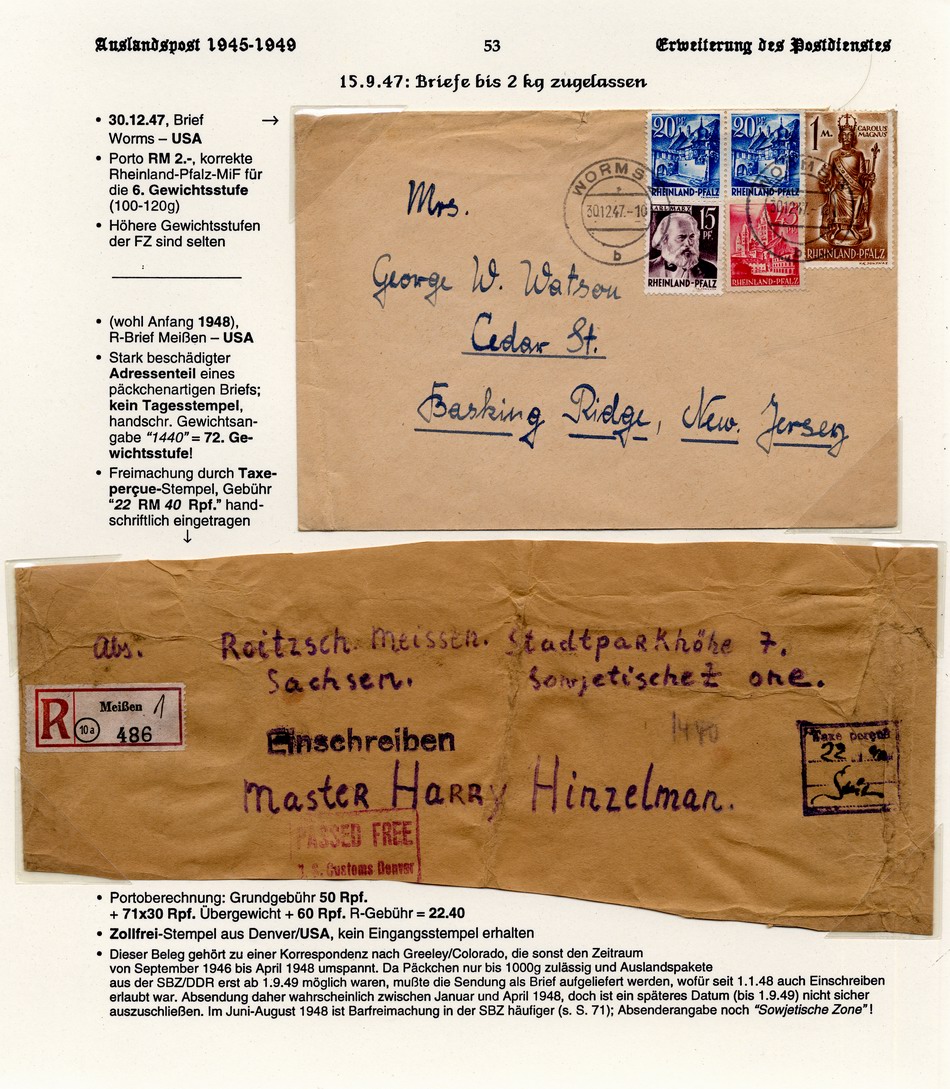 Auslandspost 1945-1949 53 Erweiterung des Postdienstes
15.9.47: Briefe bis 2 kg zugelassen
• 30.12.47, Brief →
Worms – USA
• Porto RM 2.-, korrekte
Rheinland-Pfalz-MiF für
die 6. Gewichtsstufe
(100-120g)
• Höhere Gewichtsstufen
der FZ sind selten
• (wohl Anfang 1948),
R-Brief Meißen – USA
• Stark beschädigter
Adressenteil eines
päckchenartigen Briefs;
kein Tagesstempel,
handschr. Gewichtsan-
gabe "1440" = 72. Ge-
wichtsstufe!
• Freimachung durch Taxe-
perçue-Stempel, Gebühr
"22 RM 40 Rpf." hand-
schriftlich eingetragen
↓
20 PF. 20 PF. 1 M. CAROLUS
MAGNUS
RHEINLAND-PFALZ RHEINLAND-PFALZ
KARL MARX 15
PF.
RHEINLAND-PFALZ RHEINLAND-PFALZ RHEINLAND-PFALZ
WORMS
30.12.47.-10
b
30.12.47.
Mrs.
George W. Watson
Cedar St.
Basking Ridge, New Jersey
Abs. Roitzsch. Meissen. Stadtparkhöhe 7.
Sachsen. Sowjetische Z one.
R Meißen 1
10a 486
1440
Einschreiben
Taxe perçue
22
Master Harry Hinzelman.
PASSED FREE
U. S. Customs Denver
• Portoberechnung: Grundgebühr 50 Rpf.
+ 71x30 Rpf. Übergewicht + 60 Rpf. R-Gebühr = 22.40
• Zollfrei-Stempel aus Denver/USA, kein Eingangsstempel erhalten
• Dieser Beleg gehört zu einer Korrespondenz nach Greeley/Colorado, die sonst den Zeitraum
von September 1946 bis April 1948 umspannt. Da Päckchen nur bis 1000g zulässig und Auslandspakete
aus der SBZ/DDR erst ab 1.9.49 möglich waren, mußte die Sendung als Brief aufgeliefert werden, wofür seit 1.1.48 auch Einschreiben
erlaubt war. Absendung daher wahrscheinlich zwischen Januar und April 1948, doch ist ein späteres Datum (bis 1.9.49) nicht sicher
auszuschließen. Im Juni-August 1948 ist Barfreimachung in der SBZ häufiger (s. S. 71); Absenderangabe noch "Sowjetische Zone"!